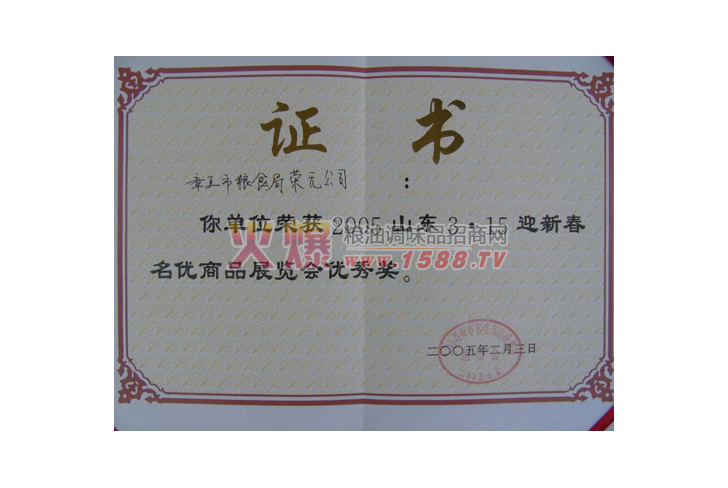 证 书
章丘市粮食局荣元公司：
你单位荣获2005山东3·15迎新春
名优商品展览会优秀奖。
火爆 粮油调味品招商网
www.1588.TV
二〇〇五年二月三日